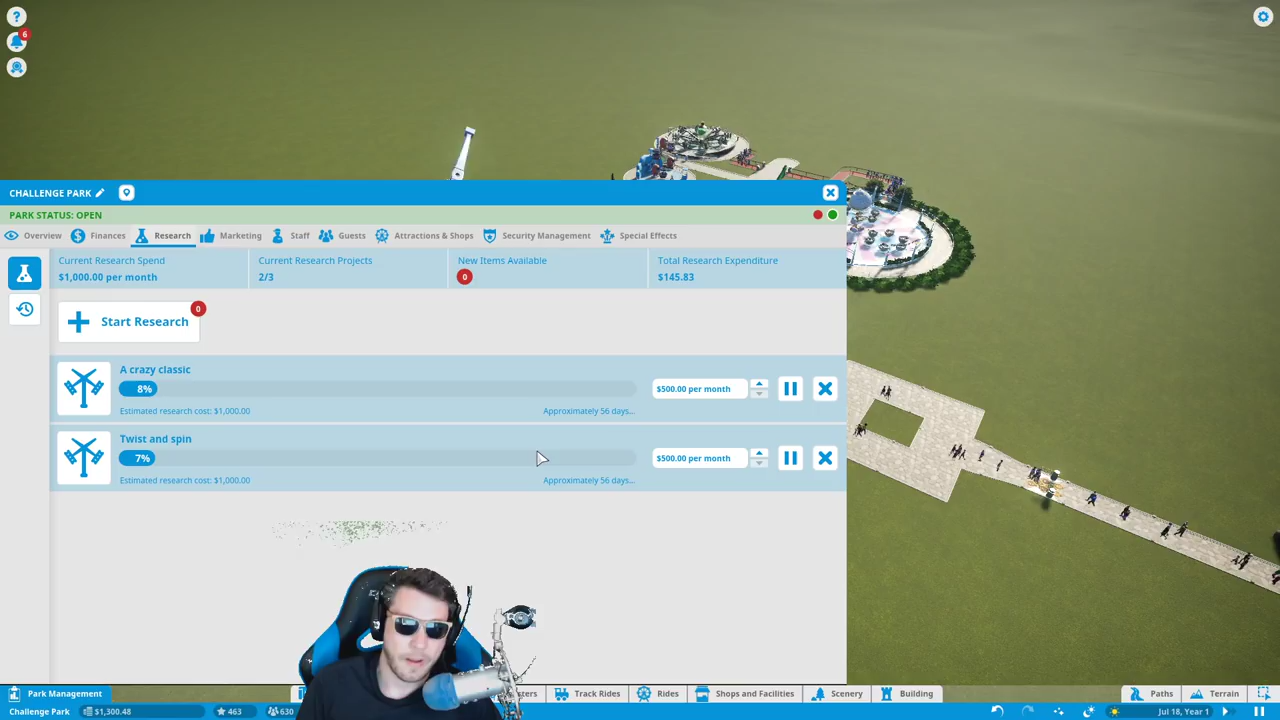 6
CHALLENGE PARK
PARK STATUS: OPEN
Overview Finances Research Marketing Staff Guests Attractions & Shops Security Management Special Effects
Current Research Spend Current Research Projects New Items Available Total Research Expenditure
$1,000.00 per month 2/3 0 $145.83
Start Research 0
A crazy classic
8% $500.00 per month
Estimated research cost: $1,000.00 Approximately 56 days...
Twist and spin
7% $500.00 per month
Estimated research cost: $1,000.00 Approximately 56 days...
Park Management Track Rides Rides Shops and Facilities Scenery Building Paths Terrain
Challenge Park $1,300.48 463 630 Jul 18, Year 1